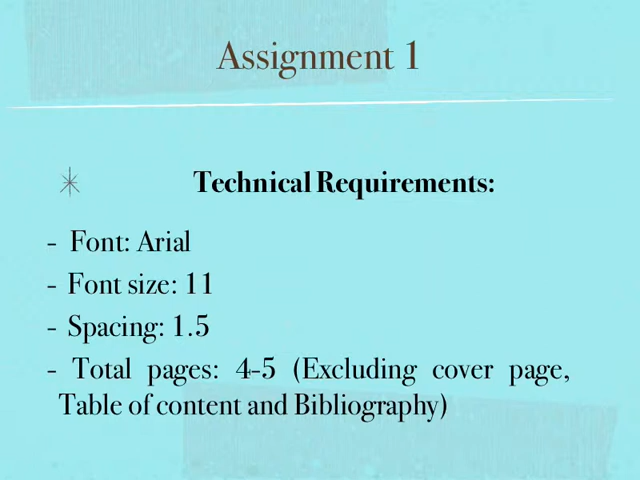 Assignment 1
Technical Requirements:
- Font: Arial
- Font size: 11
- Spacing: 1.5
- Total pages: 4-5 (Excluding cover page,
Table of content and Bibliography)